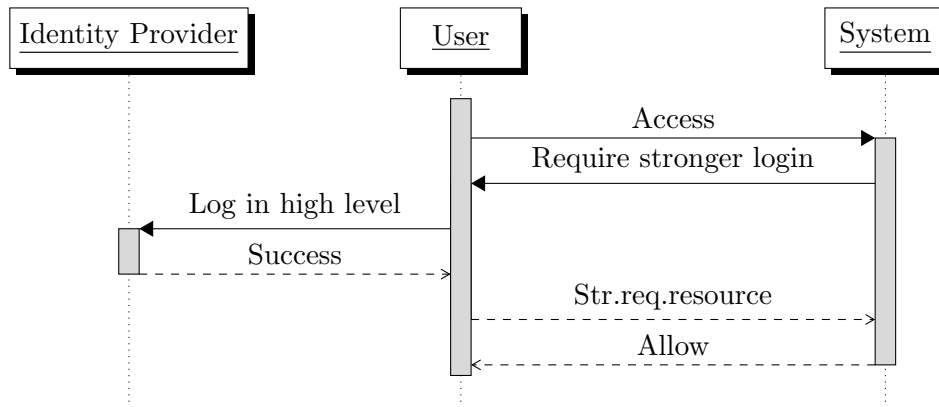 Identity Provider
User
System
Access
Require stronger login
Log in high level
Success
Str.req.resource
Allow